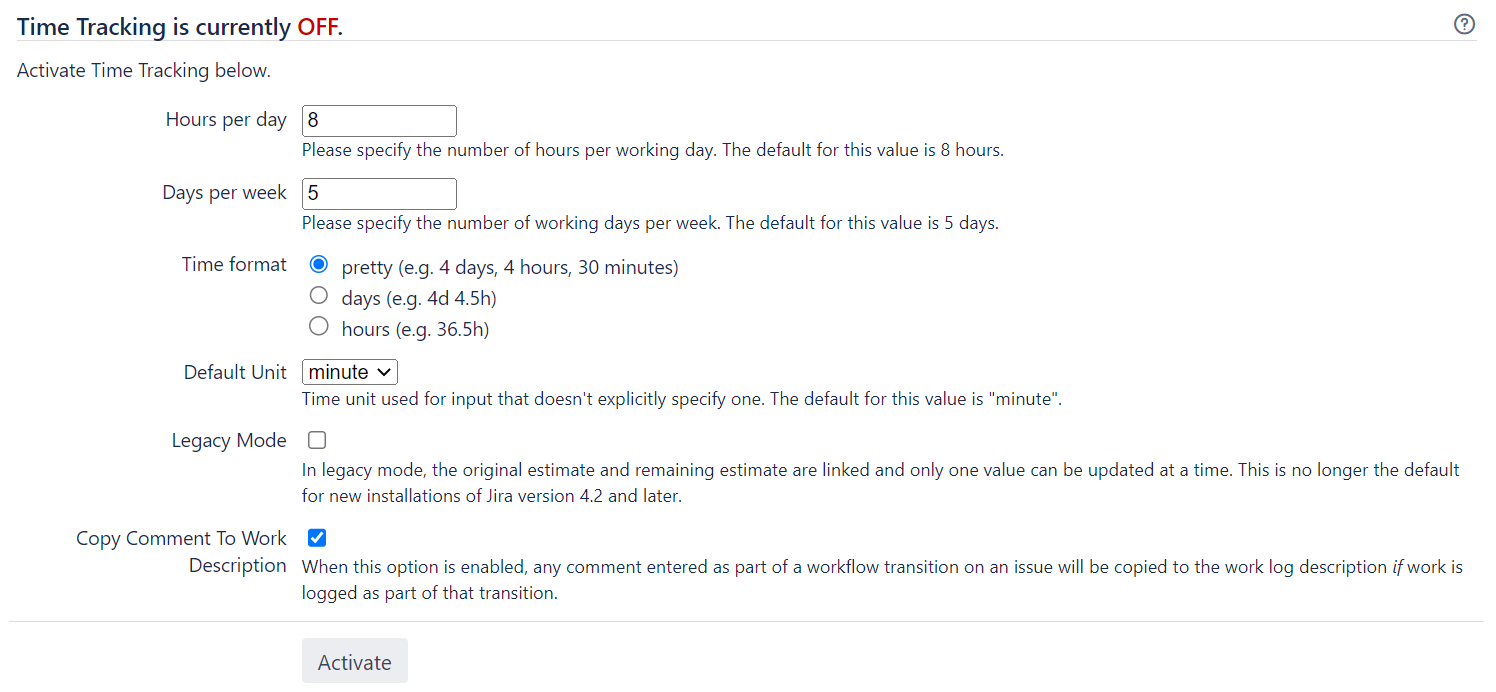 Time Tracking is currently OFF.
Activate Time Tracking below.
Hours per day 8
Please specify the number of hours per working day. The default for this value is 8 hours.
Days per week 5
Please specify the number of working days per week. The default for this value is 5 days.
Time format pretty (e.g. 4 days, 4 hours, 30 minutes)
days (e.g. 4d 4.5h)
hours (e.g. 36.5h)
Default Unit minute
Time unit used for input that doesn't explicitly specify one. The default for this value is "minute".
Legacy Mode
In legacy mode, the original estimate and remaining estimate are linked and only one value can be updated at a time. This is no longer the default
for new installations of Jira version 4.2 and later.
Copy Comment To Work
Description
When this option is enabled, any comment entered as part of a workflow transition on an issue will be copied to the work log description if work is
logged as part of that transition.
Activate